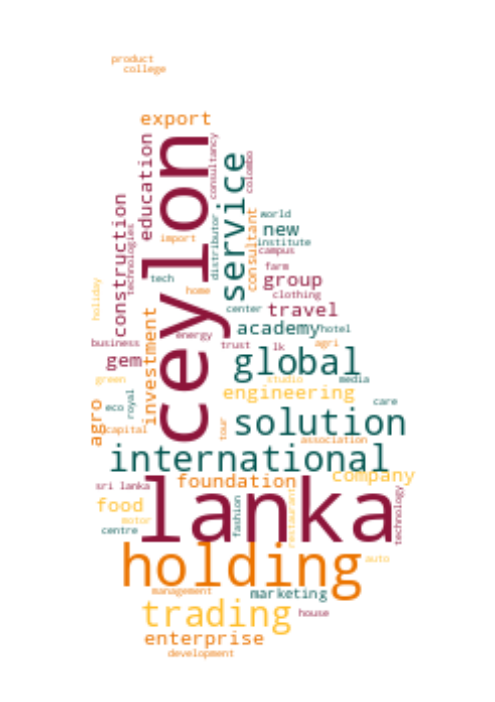 product
college
export
education
ceylon
consultancy
service
colombo
construction
technologies
import
distributor
consultant
world
new
institute
campus
farm
group
clothing
tech
home
holiday
investment
center
travel
academy
hotel
business
energy
trust
lk
agri
gem
global
green
studio
media
eco
royal
engineering
care
agro
capital
tour
solution
association
international
sri lanka
foundation
company
food
lanka
motor
fashion
restaurant
technology
centre
holding
auto
management
marketing
trading
house
enterprise
development